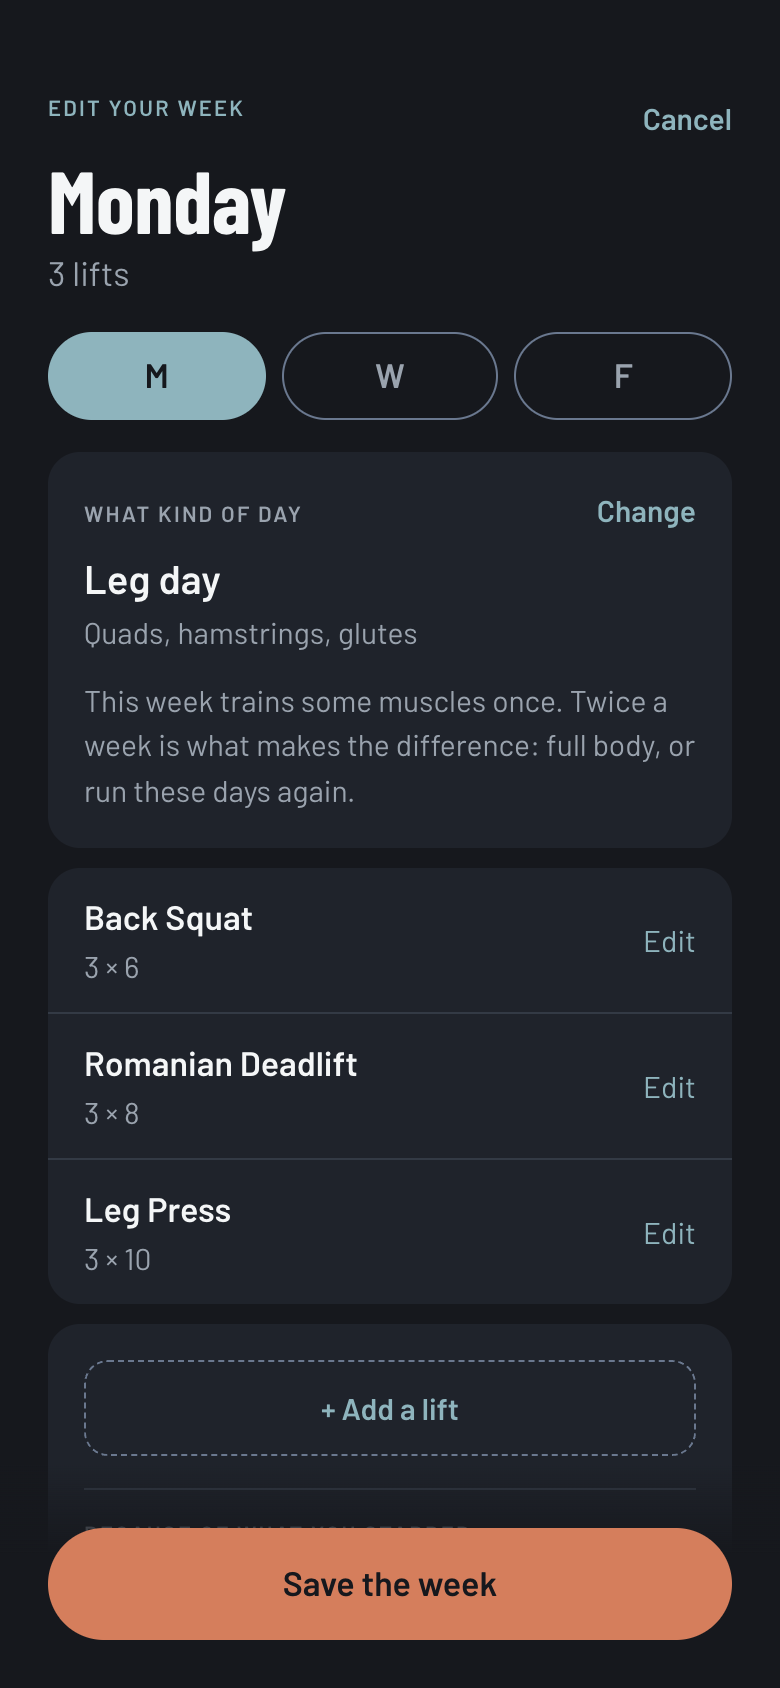 EDIT YOUR WEEK
Cancel
Monday
3 lifts
M
W
F
WHAT KIND OF DAY
Change
Leg day
Quads, hamstrings, glutes
This week trains some muscles once. Twice a
week is what makes the difference: full body, or
run these days again.
Back Squat
3 × 6
Edit
Romanian Deadlift
3 × 8
Edit
Leg Press
3 × 10
Edit
+ Add a lift
Save the week